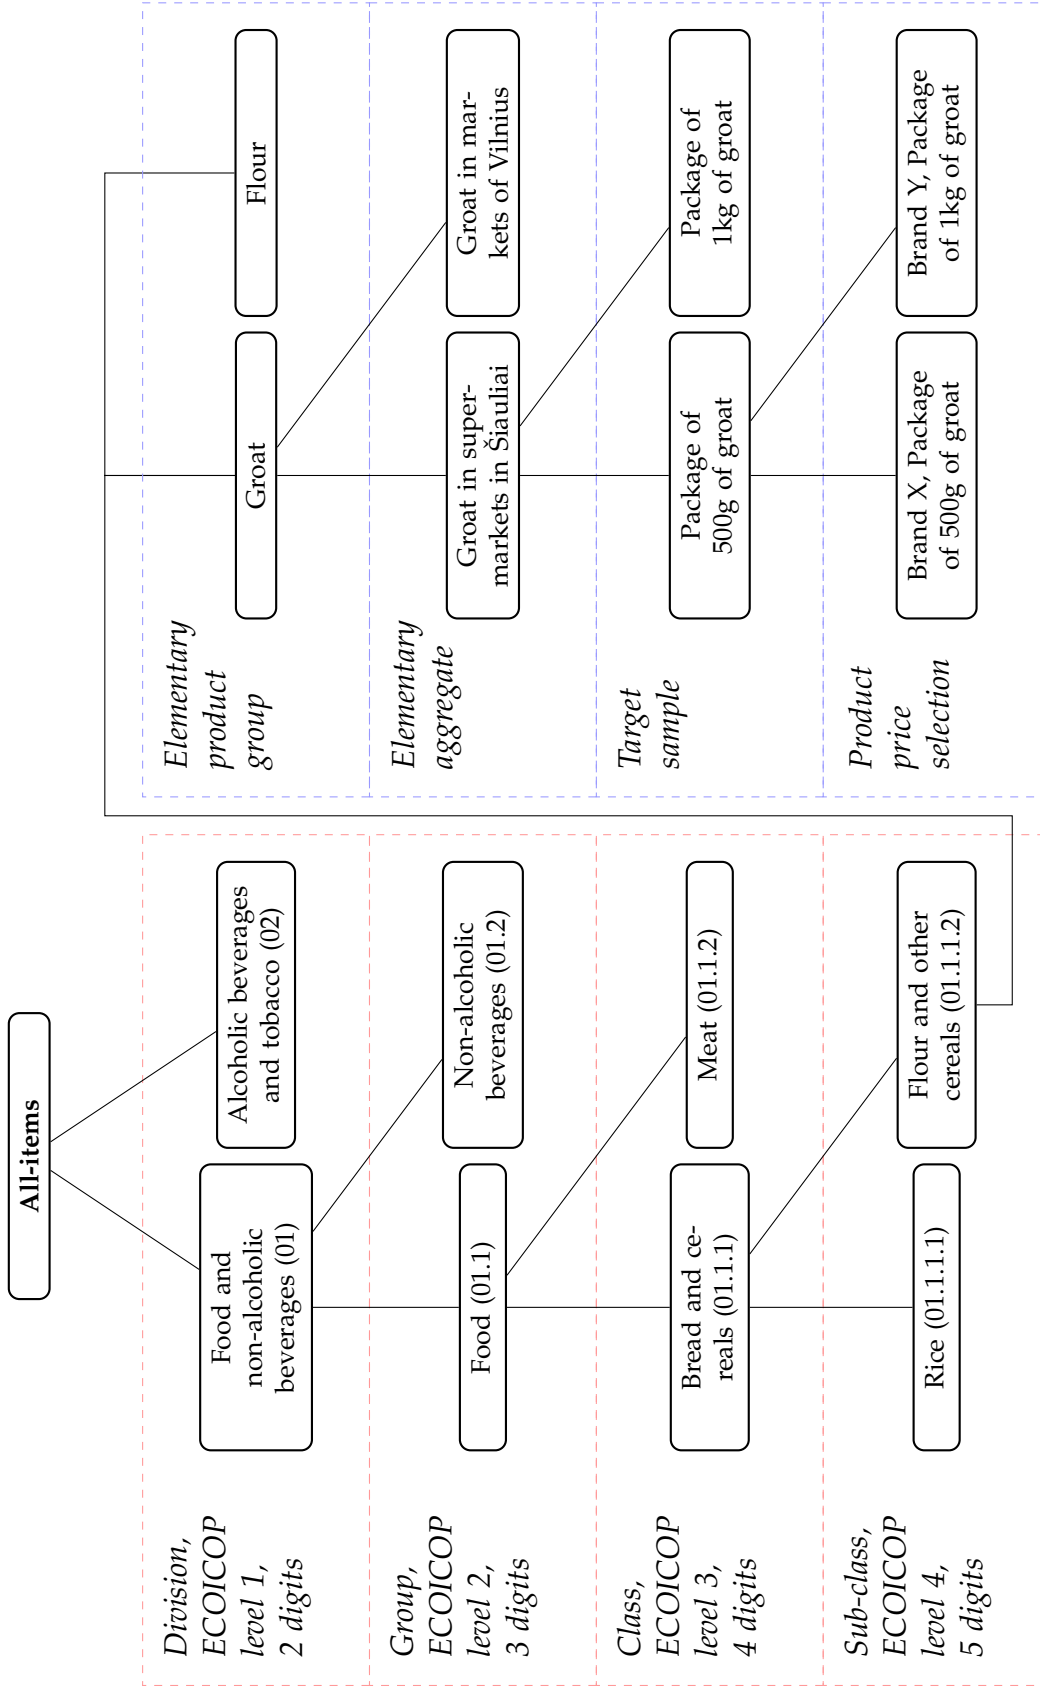 All-items
Division,
ECOICOP
level 1,
2 digits
Food and
non-alcoholic
beverages (01)
Alcoholic beverages
and tobacco (02)
Group,
ECOICOP
level 2,
3 digits
Food (01.1)
Non-alcoholic
beverages (01.2)
Class,
ECOICOP
level 3,
4 digits
Bread and ce-
reals (01.1.1)
Meat (01.1.2)
Sub-class,
ECOICOP
level 4,
5 digits
Rice (01.1.1.1)
Flour and other
cereals (01.1.1.2)
Elementary
product
group
Groat
Flour
Elementary
aggregate
Groat in super-
markets in Šiauliai
Groat in mar-
kets of Vilnius
Target
sample
Package of
500g of groat
Package of
1kg of groat
Product
price
selection
Brand X, Package
of 500g of groat
Brand Y, Package
of 1kg of groat